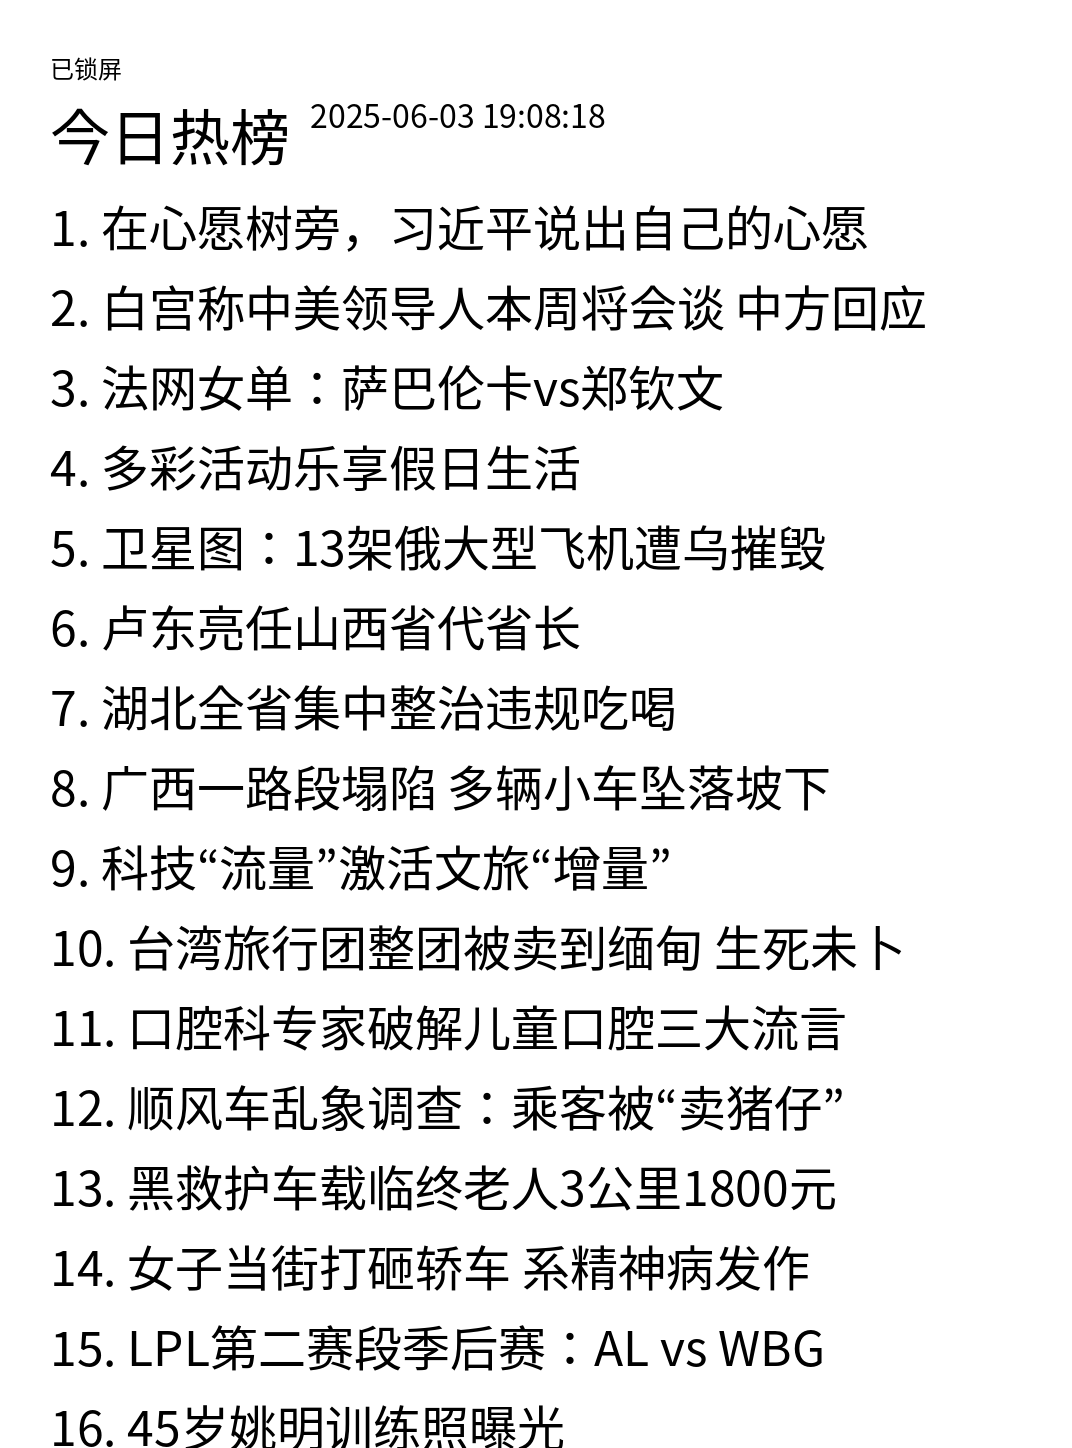 已锁屏
今日热榜 2025-06-03 19:08:18
1. 在心愿树旁，习近平说出自己的心愿
2. 白宫称中美领导人本周将会谈 中方回应
3. 法网女单：萨巴伦卡vs郑钦文
4. 多彩活动乐享假日生活
5. 卫星图：13架俄大型飞机遭乌摧毁
6. 卢东亮任山西省代省长
7. 湖北全省集中整治违规吃喝
8. 广西一路段塌陷 多辆小车坠落坡下
9. 科技“流量”激活文旅“增量”
10. 台湾旅行团整团被卖到缅甸 生死未卜
11. 口腔科专家破解儿童口腔三大流言
12. 顺风车乱象调查：乘客被“卖猪仔”
13. 黑救护车载临终老人3公里1800元
14. 女子当街打砸轿车 系精神病发作
15. LPL第二赛段季后赛：AL vs WBG
16. 45岁姚明训练照曝光